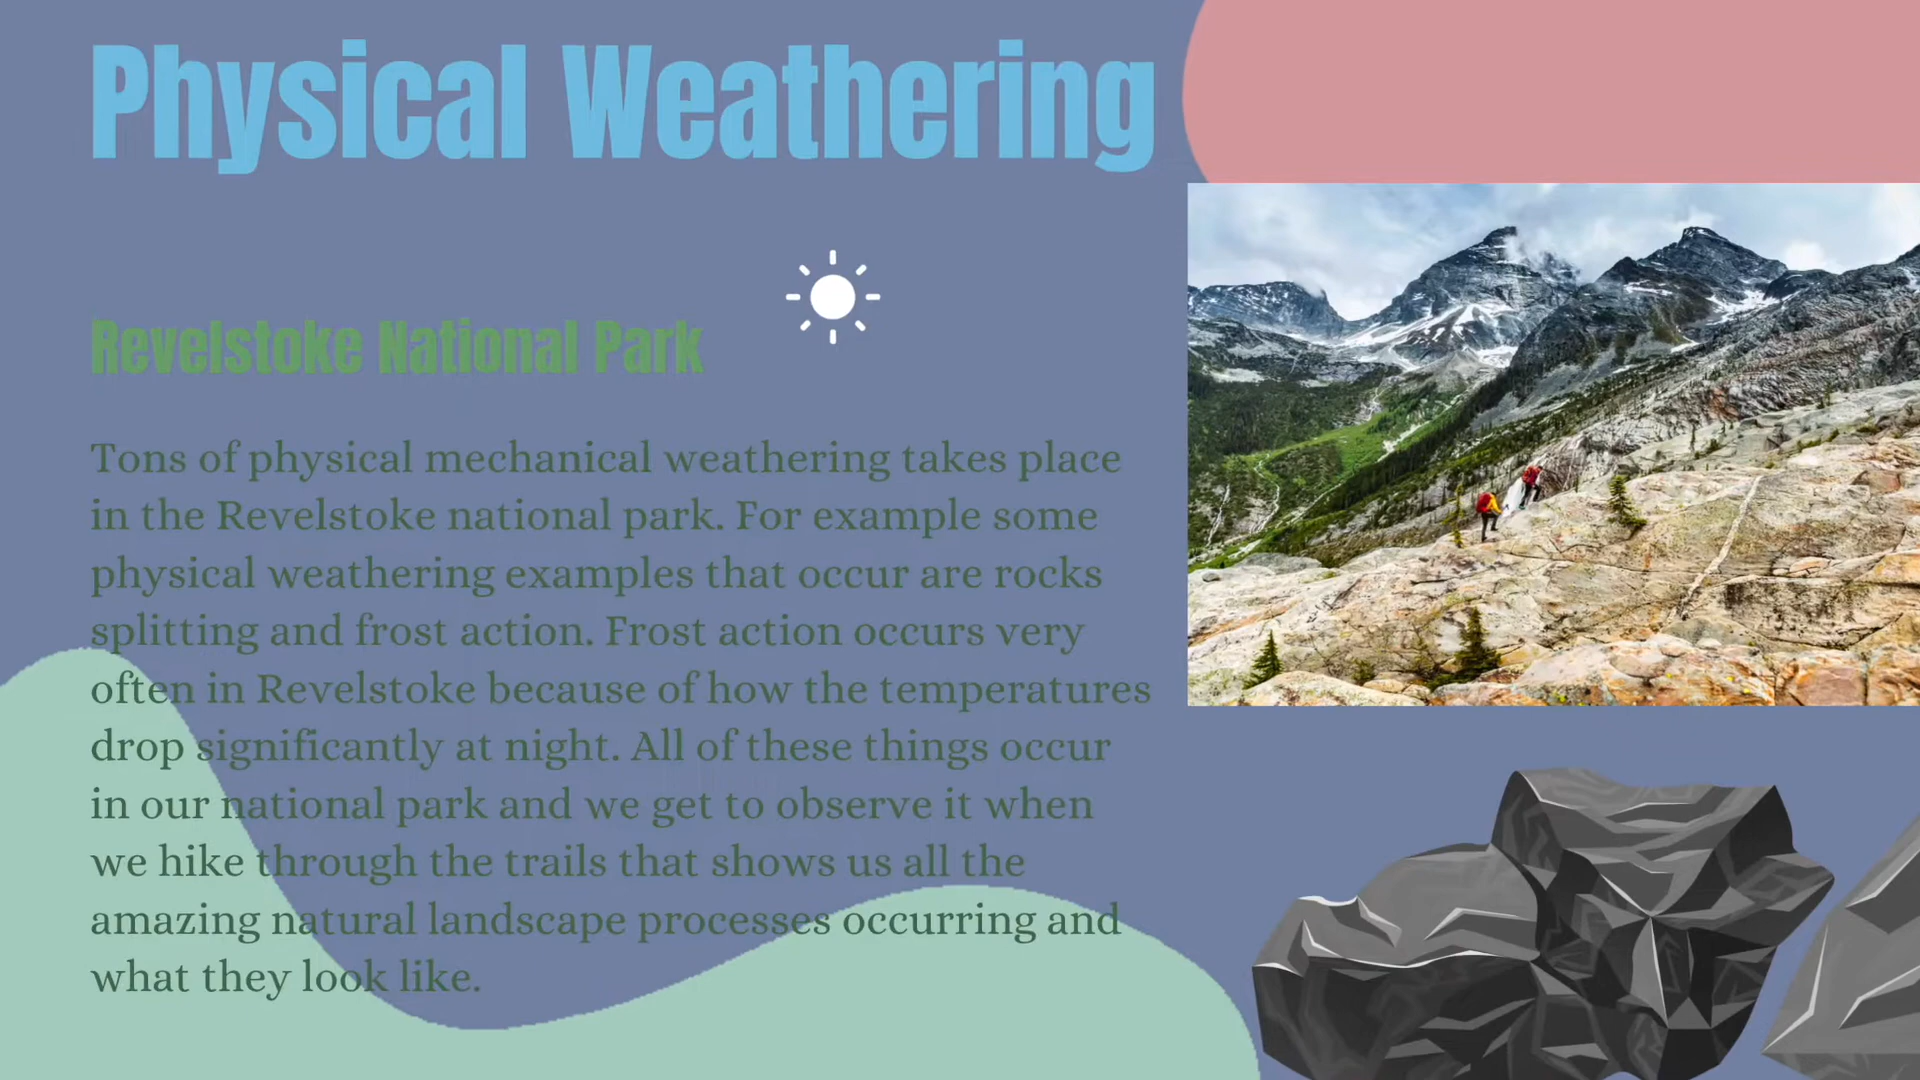 Physical Weathering
Revelstoke National Park
Tons of physical mechanical weathering takes place
in the Revelstoke national park. For example some
physical weathering examples that occur are rocks
splitting and frost action. Frost action occurs very
often in Revelstoke because of how the temperatures
drop significantly at night. All of these things occur
in our national park and we get to observe it when
we hike through the trails that shows us all the
amazing natural landscape processes occurring and
what they look like.